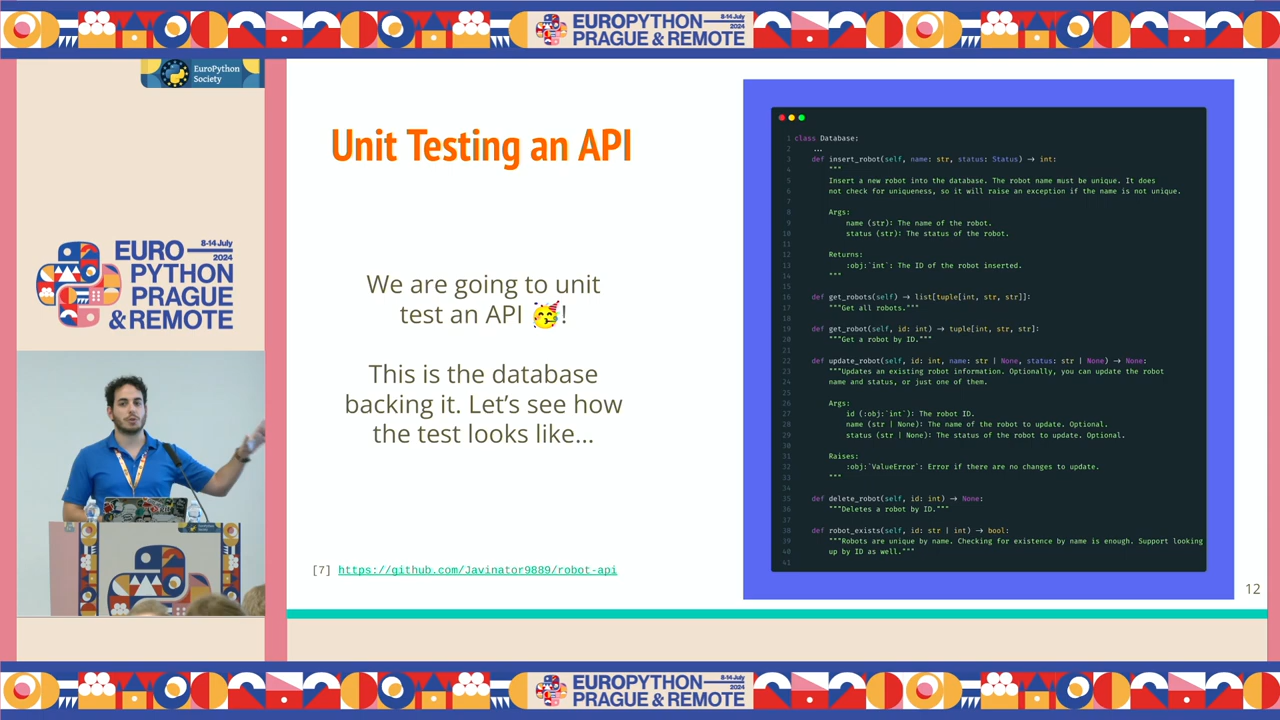 EUROPYTHON
8-14 July
2024
PRAGUE & REMOTE
EuroPython
Society
EURO
8-14 July
2024
PYTHON
PRAGUE
& REMOTE
Unit Testing an API
We are going to unit
test an API 🥳!
This is the database
backing it. Let's see how
the test looks like...
[7] https://github.com/Javinator9889/robot-api
1 class Database:
2 ...
3 def insert_robot(self, name: str, status: Status) → int:
4 """
5 Insert a new robot into the database. The robot name must be unique. It does
6 not check for uniqueness, so it will raise an exception if the name is not unique.
7
8 Args:
9 name (str): The name of the robot.
10 status (str): The status of the robot.
11
12 Returns:
13 :obj:`int`: The ID of the robot inserted.
14 """
15
16 def get_robots(self) → list[tuple[int, str, str]]:
17 """Get all robots."""
18
19 def get_robot(self, id: int) → tuple[int, str, str]:
20 """Get a robot by ID."""
21
22 def update_robot(self, id: int, name: str | None, status: str | None) → None:
23 """Updates an existing robot information. Optionally, you can update the robot
24 name and status, or just one of them.
25
26 Args:
27 id (:obj:`int`): The robot ID.
28 name (str | None): The name of the robot to update. Optional.
29 status (str | None): The status of the robot to update. Optional.
30
31 Raises:
32 :obj:`ValueError`: Error if there are no changes to update.
33 """
34
35 def delete_robot(self, id: int) → None:
36 """Deletes a robot by ID."""
37
38 def robot_exists(self, id: str | int) → bool:
39 """Robots are unique by name. Checking for existence by name is enough. Support looking
40 up by ID as well."""
41
12
EUROPYTHON
8-14 July
2024
PRAGUE & REMOTE